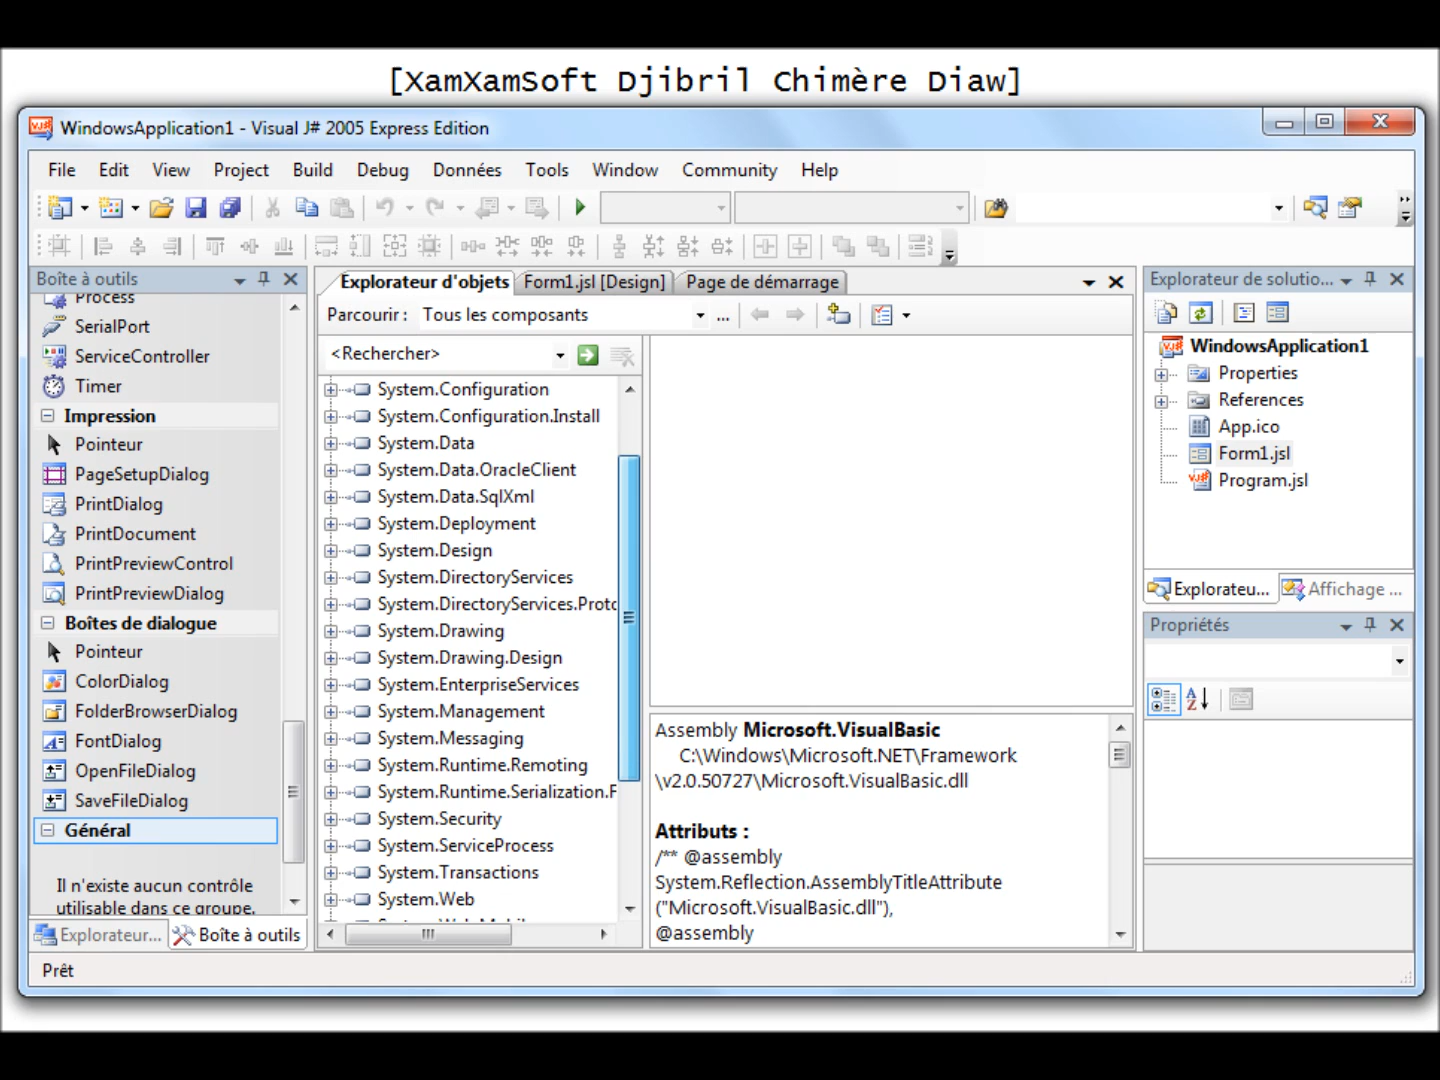 [XamXamSoft Djibril Chimère Diaw]
WindowsApplication1 - Visual J# 2005 Express Edition
File Edit View Project Build Debug Données Tools Window Community Help
Boîte à outils
Process
SerialPort
ServiceController
Timer
Impression
Pointeur
PageSetupDialog
PrintDialog
PrintDocument
PrintPreviewControl
PrintPreviewDialog
Boîtes de dialogue
Pointeur
ColorDialog
FolderBrowserDialog
FontDialog
OpenFileDialog
SaveFileDialog
Général
Il n'existe aucun contrôle
utilisable dans ce groupe.
Explorateur... Boîte à outils
Explorateur d'objets Form1.jsl [Design] Page de démarrage
Parcourir : Tous les composants ...
<Rechercher>
System.Configuration
System.Configuration.Install
System.Data
System.Data.OracleClient
System.Data.SqlXml
System.Deployment
System.Design
System.DirectoryServices
System.DirectoryServices.Proto
System.Drawing
System.Drawing.Design
System.EnterpriseServices
System.Management
System.Messaging
System.Runtime.Remoting
System.Runtime.Serialization.F
System.Security
System.ServiceProcess
System.Transactions
System.Web
Assembly Microsoft.VisualBasic
C:\Windows\Microsoft.NET\Framework
\v2.0.50727\Microsoft.VisualBasic.dll
Attributs :
/** @assembly
System.Reflection.AssemblyTitleAttribute
("Microsoft.VisualBasic.dll"),
@assembly
Explorateur de solutio...
WindowsApplication1
Properties
References
App.ico
Form1.jsl
Program.jsl
Explorateu... Affichage ...
Propriétés
Prêt